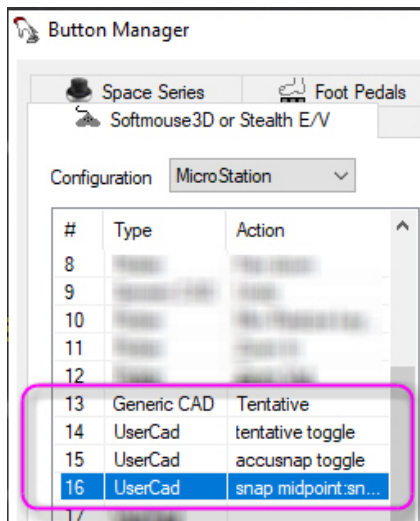 Button Manager
Space Series Foot Pedals
Softmouse3D or Stealth E/V
Configuration MicroStation
# Type Action
8
9
10
11
12
13 Generic CAD Tentative
14 UserCad tentative toggle
15 UserCad accusnap toggle
16 UserCad snap midpoint:sn...
17